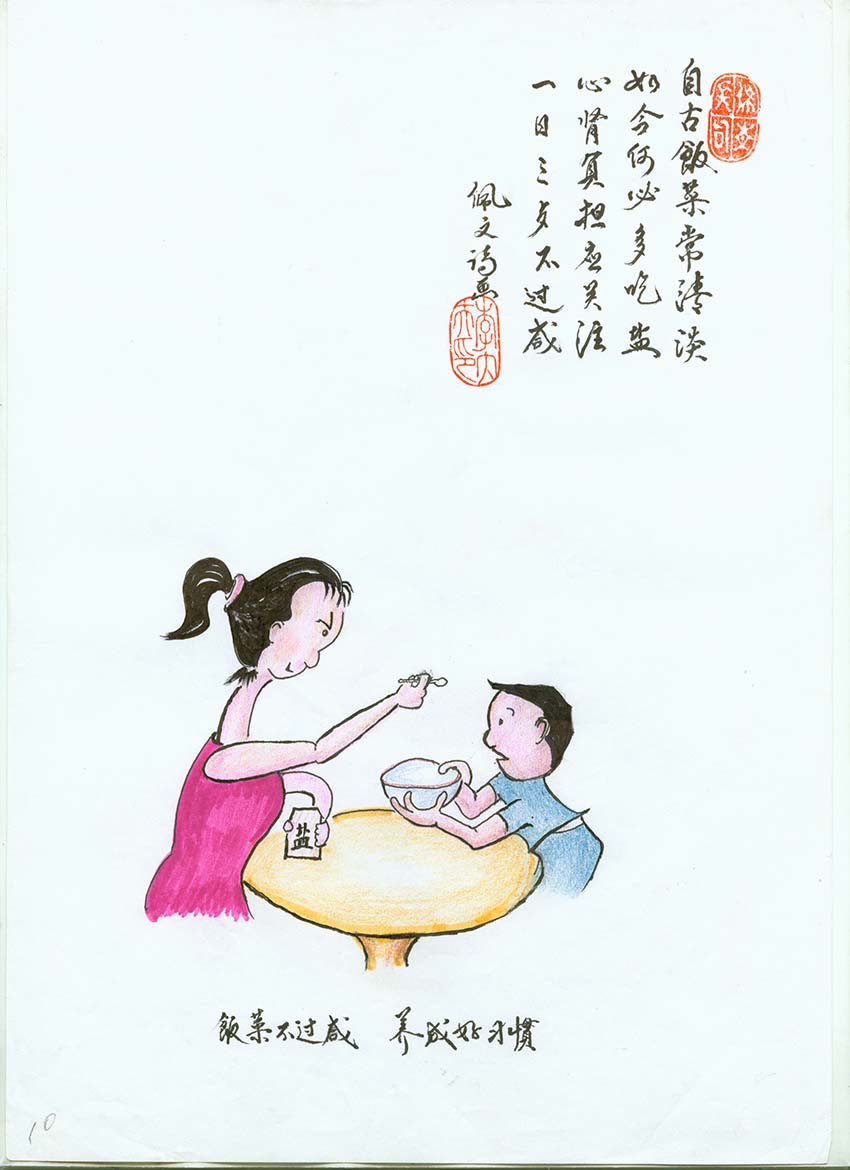 自古飯菜常清淡
如今何必多吃盐
心肾負担应关注
一日三歺不过咸
佩文诗画
盐
飯菜不过咸 养成好习慣
10